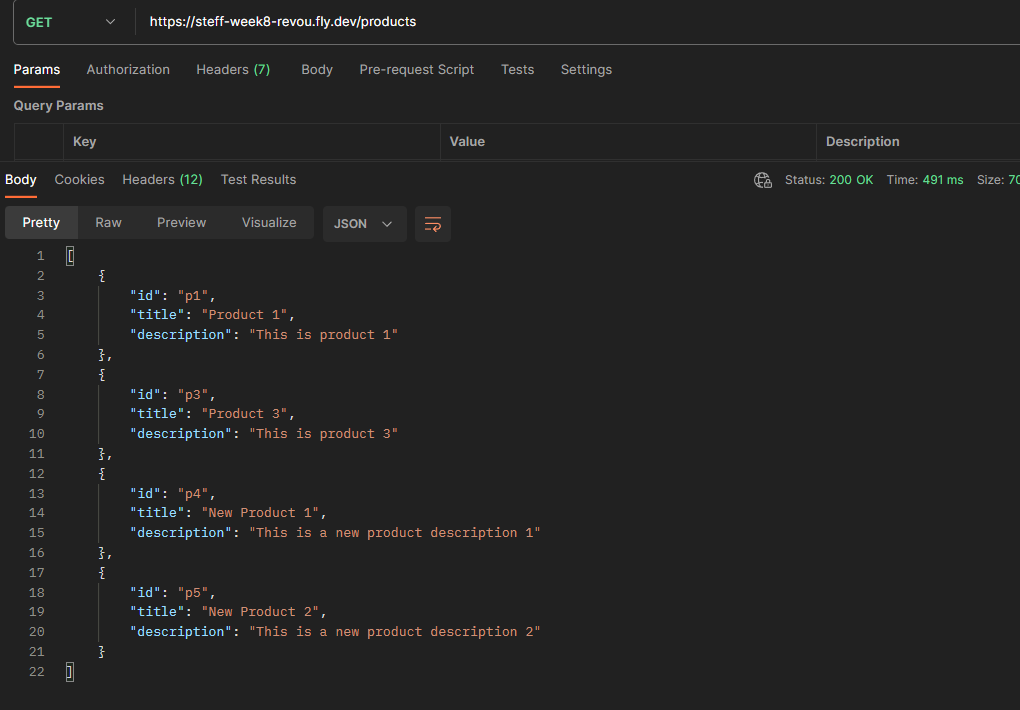 GET https://steff-week8-revou.fly.dev/products
Params Authorization Headers (7) Body Pre-request Script Tests Settings
Query Params
Key Value Description
Body Cookies Headers (12) Test Results Status: 200 OK Time: 491 ms Size:
Pretty Raw Preview Visualize JSON
1 [
2 {
3 "id": "p1",
4 "title": "Product 1",
5 "description": "This is product 1"
6 },
7 {
8 "id": "p3",
9 "title": "Product 3",
10 "description": "This is product 3"
11 },
12 {
13 "id": "p4",
14 "title": "New Product 1",
15 "description": "This is a new product description 1"
16 },
17 {
18 "id": "p5",
19 "title": "New Product 2",
20 "description": "This is a new product description 2"
21 }
22 ]